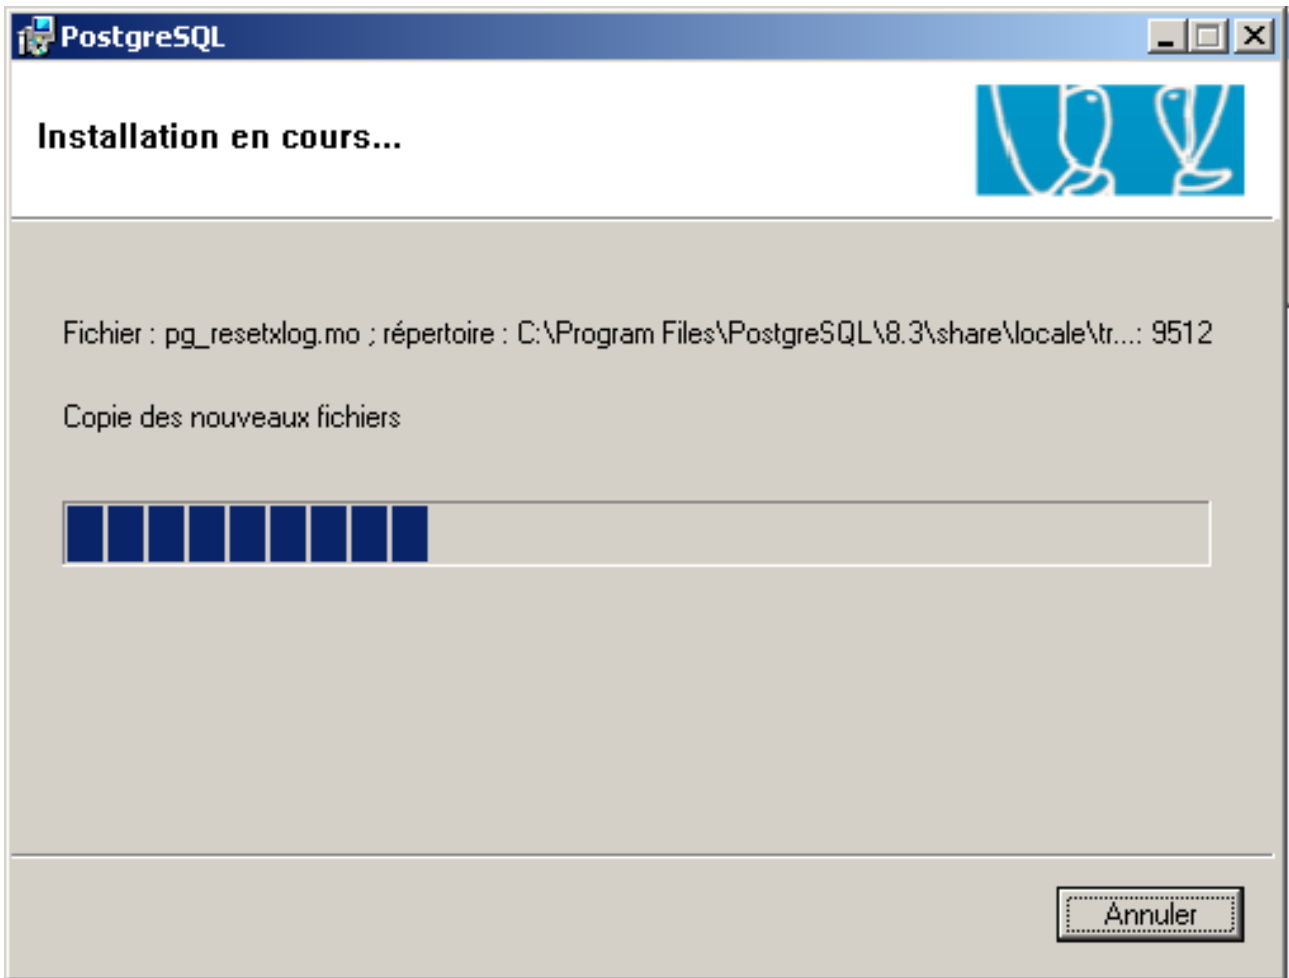 PostgreSQL
Installation en cours...
Fichier : pg_resetxlog.mo ; répertoire : C:\Program Files\PostgreSQL\8.3\share\locale\tr...: 9512
Copie des nouveaux fichiers
Annuler